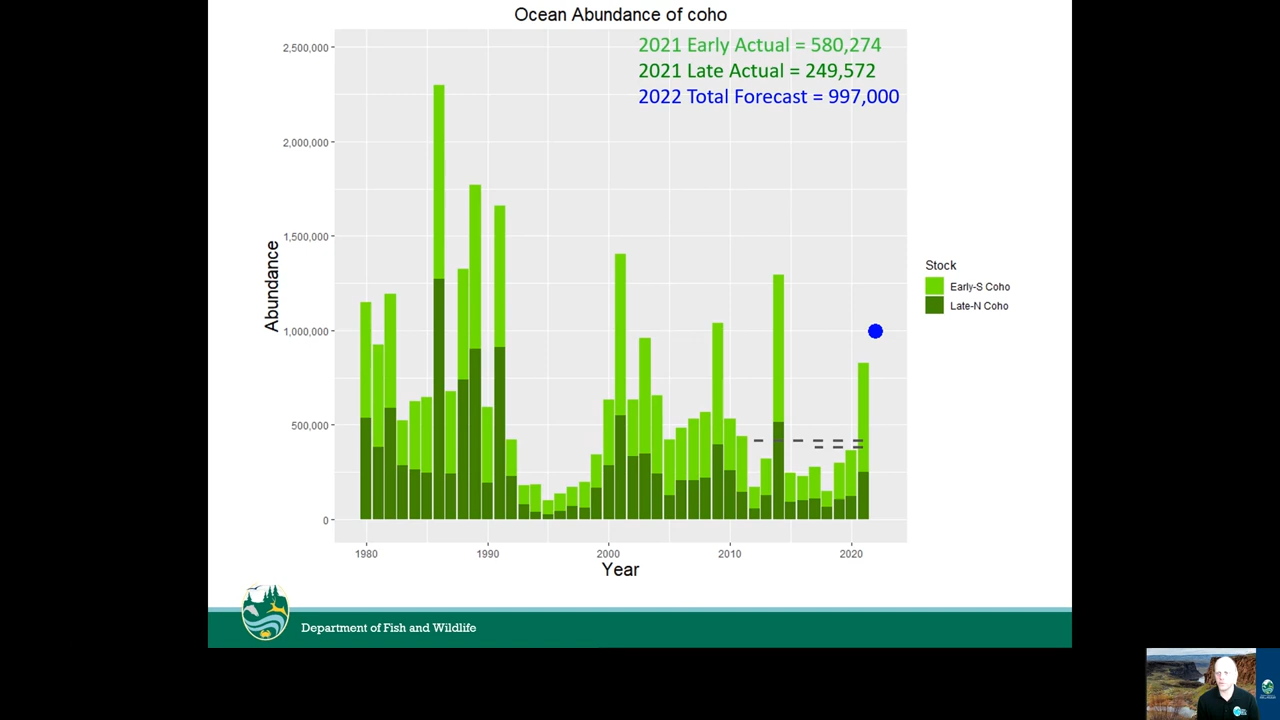 Ocean Abundance of coho
2021 Early Actual = 580,274
2021 Late Actual = 249,572
2022 Total Forecast = 997,000
2,500,000
2,000,000
1,500,000
1,000,000
500,000
0
Abundance
1980
1990
2000
2010
2020
Year
Stock
Early-S Coho
Late-N Coho
Department of Fish and Wildlife